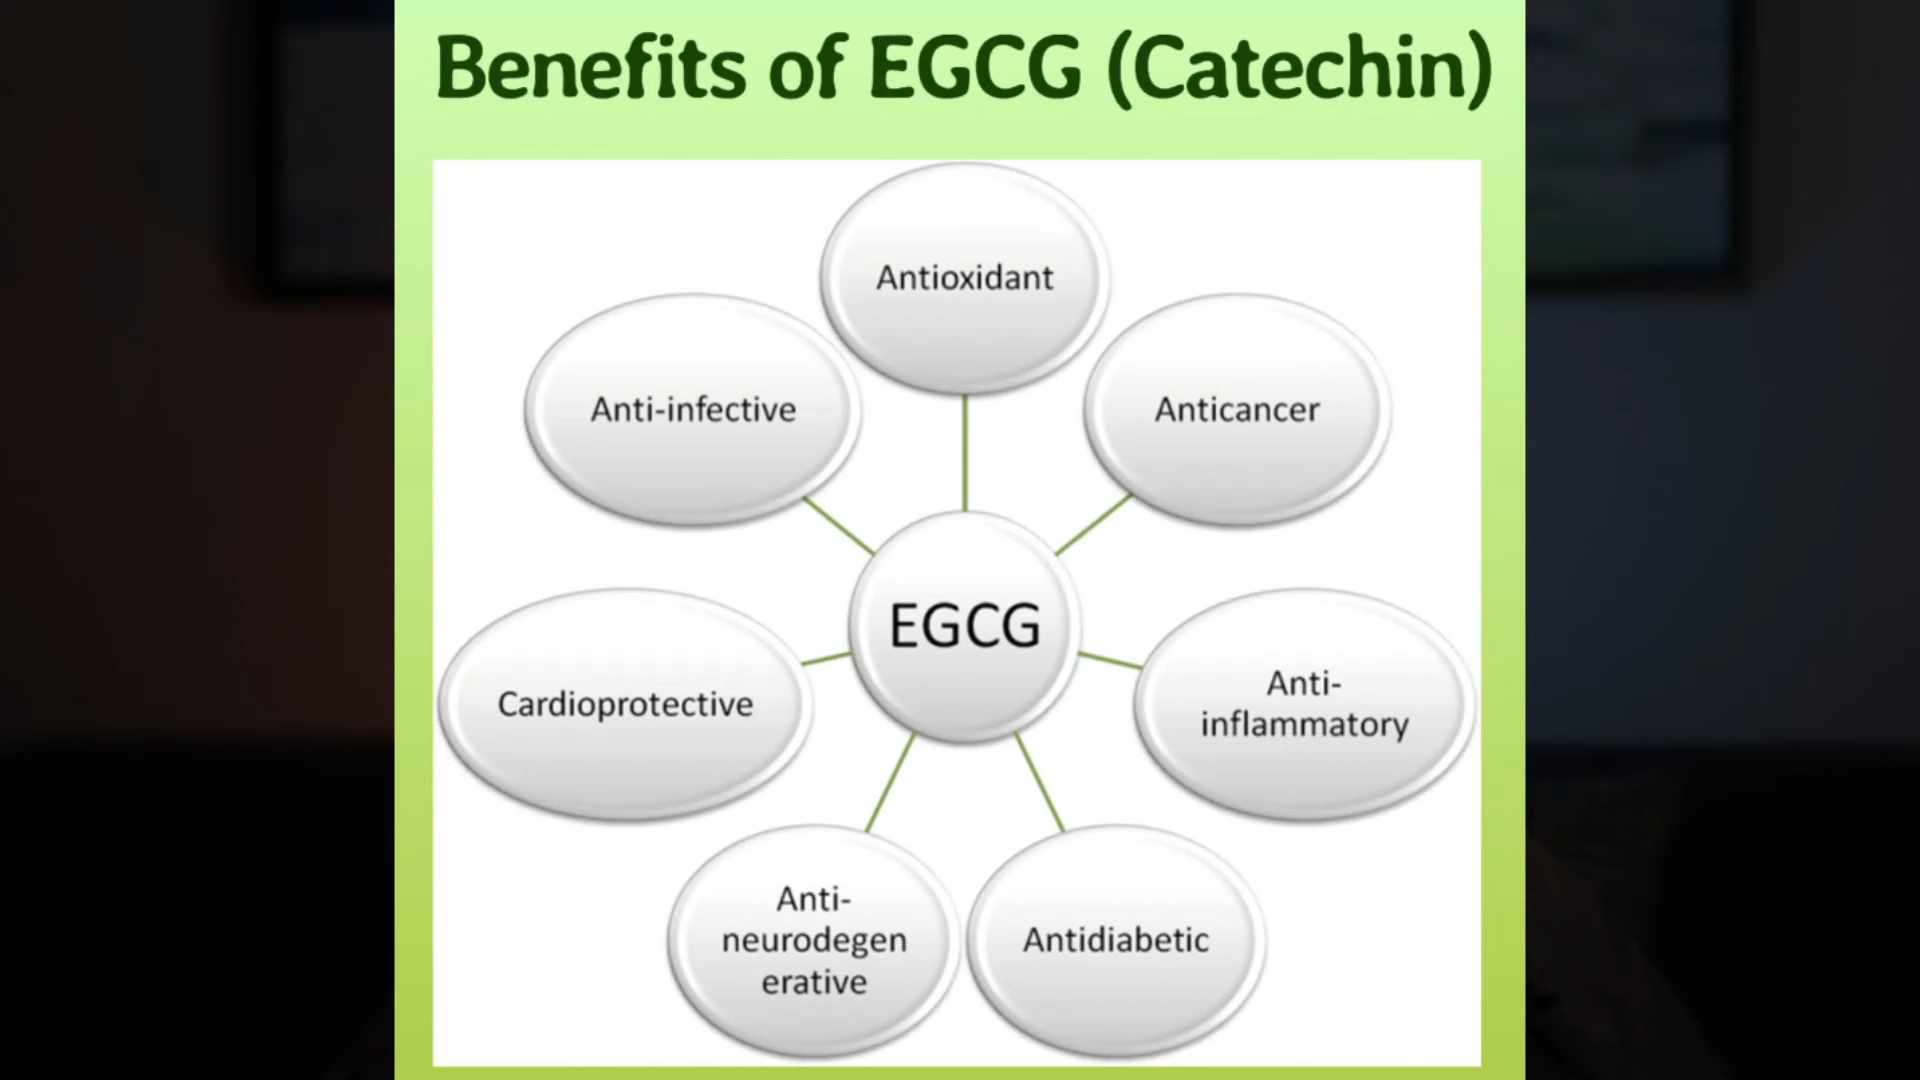 Benefits of EGCG (Catechin)
Antioxidant
Anti-infective
Anticancer
EGCG
Cardioprotective
Anti-
inflammatory
Anti-
neurodegen
erative
Antidiabetic